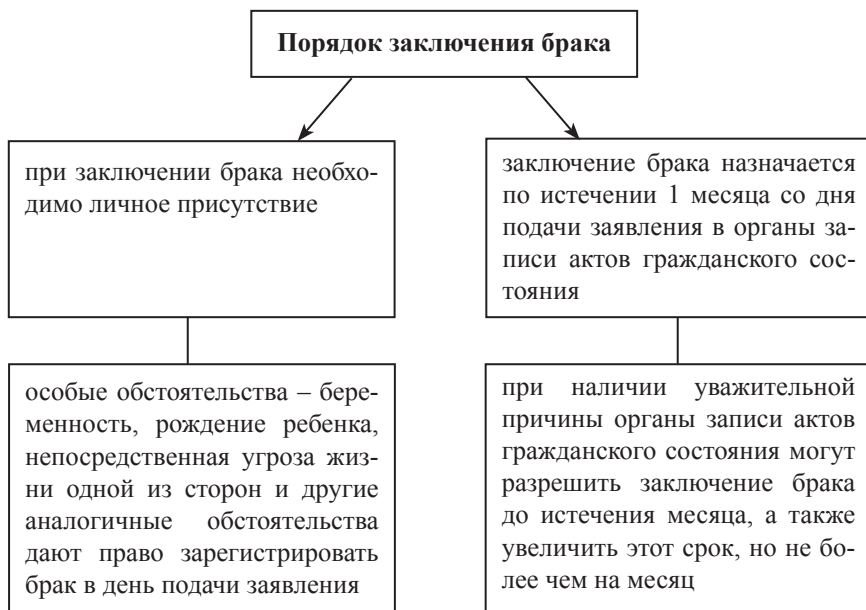 Порядок заключения брака
при заключении брака необхо-
димо личное присутствие
заключение брака назначается
по истечении 1 месяца со дня
подачи заявления в органы за-
писи актов гражданского сос-
тояния
особые обстоятельства – бере-
менность, рождение ребенка,
непосредственная угроза жиз-
ни одной из сторон и другие
аналогичные обстоятельства
дают право зарегистрировать
брак в день подачи заявления
при наличии уважительной
причины органы записи актов
гражданского состояния могут
разрешить заключение брака
до истечения месяца, а также
увеличить этот срок, но не бо-
лее чем на месяц